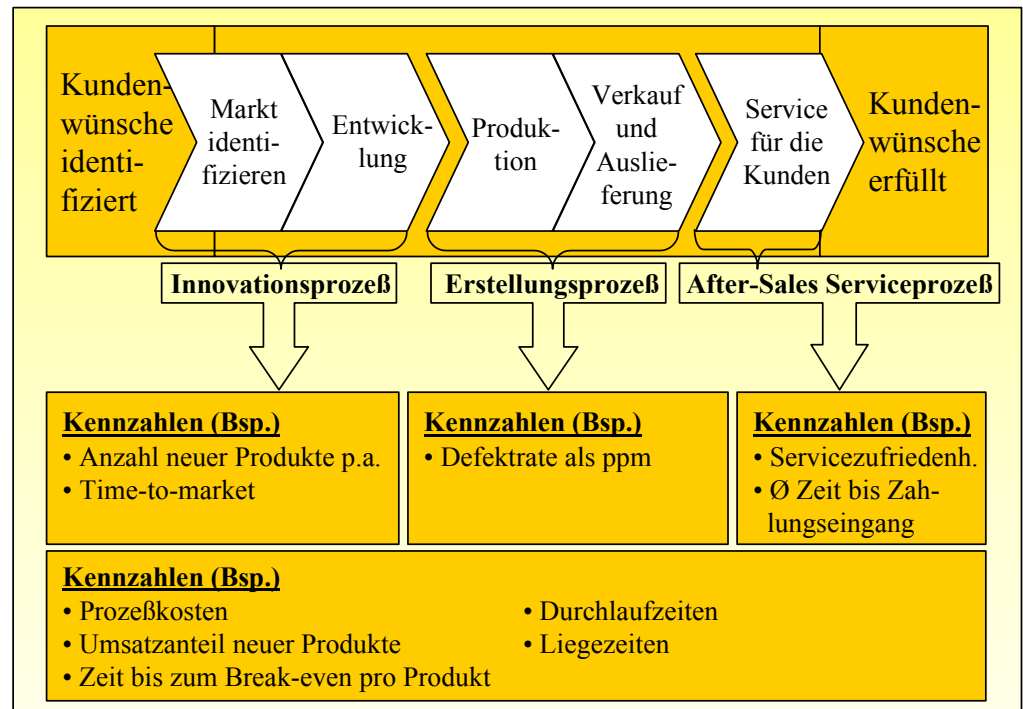 Kunden-
wünsche
identi-
fiziert
Markt
identi-
fizieren
Entwick-
lung
Produk-
tion
Verkauf
und
Auslie-
ferung
Service
für die
Kunden
Kunden-
wünsche
erfüllt
Innovationsprozeß
Erstellungsprozeß
After-Sales Serviceprozeß
Kennzahlen (Bsp.)
• Anzahl neuer Produkte p.a.
• Time-to-market
Kennzahlen (Bsp.)
• Defektrate als ppm
Kennzahlen (Bsp.)
• Servicezufriedenh.
• Ø Zeit bis Zah-
lungseingang
Kennzahlen (Bsp.)
• Prozeßkosten
• Umsatzanteil neuer Produkte
• Zeit bis zum Break-even pro Produkt
• Durchlaufzeiten
• Liegezeiten